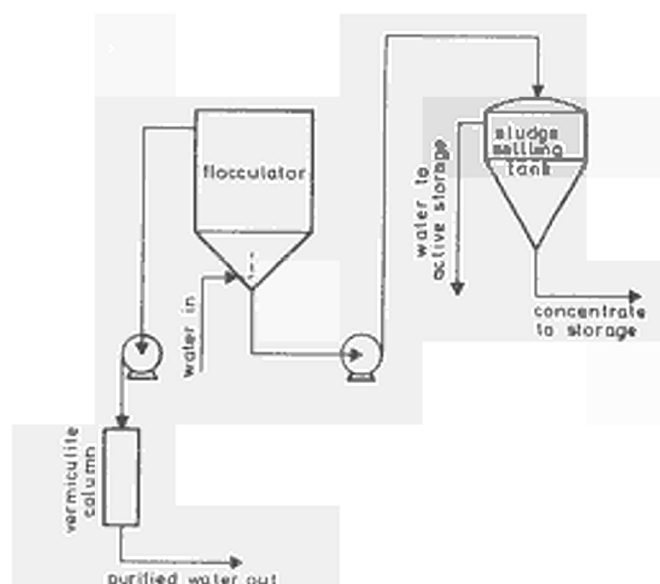 flocculator
sludge
settling
tank
water to
active storage
water in
concentrate
to storage
vermiculite
column
purified water out